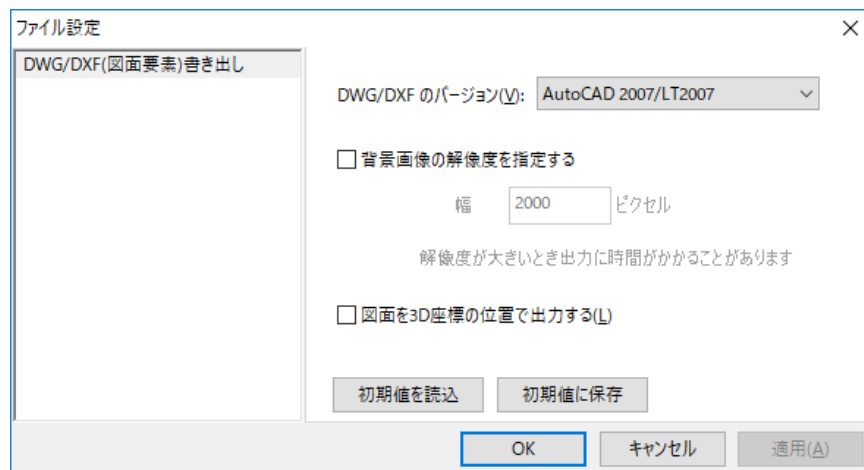 ファイル設定
DWG/DXF(図面要素)書き出し
DWG/DXF のバージョン(V): AutoCAD 2007/LT2007
背景画像の解像度を指定する
幅 2000 ピクセル
解像度が大きいとき出力に時間がかかることがあります
図面を3D座標の位置で出力する(L)
初期値を読込 初期値に保存
OK キャンセル 適用(A)